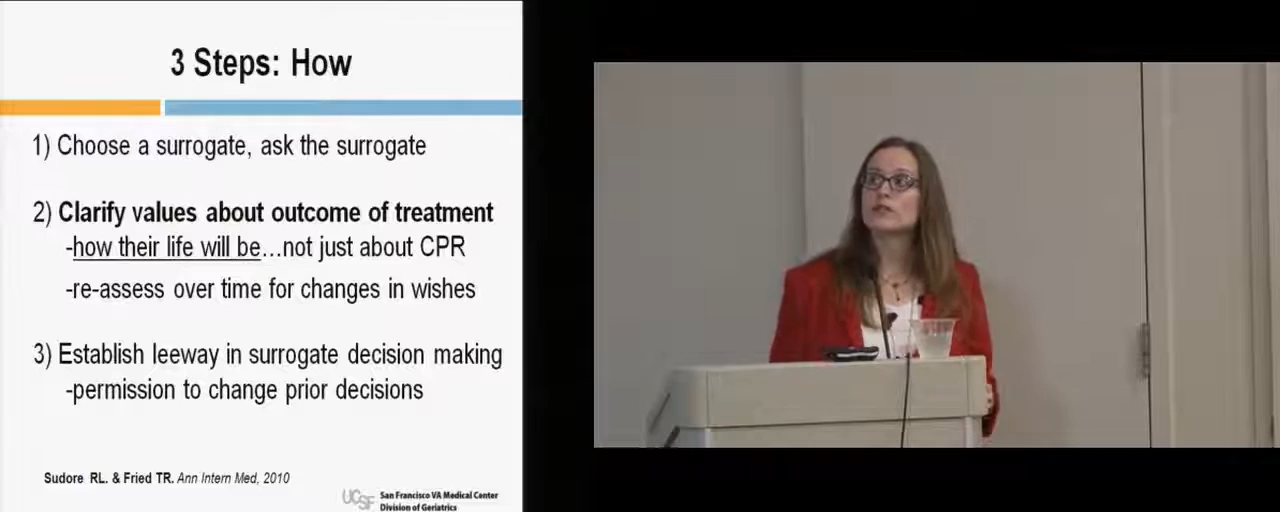 3 Steps: How
1) Choose a surrogate, ask the surrogate
2) Clarify values about outcome of treatment
-how their life will be...not just about CPR
-re-assess over time for changes in wishes
3) Establish leeway in surrogate decision making
-permission to change prior decisions
Sudore RL. & Fried TR. Ann Intern Med, 2010
UCSF San Francisco VA Medical Center
Division of Geriatrics